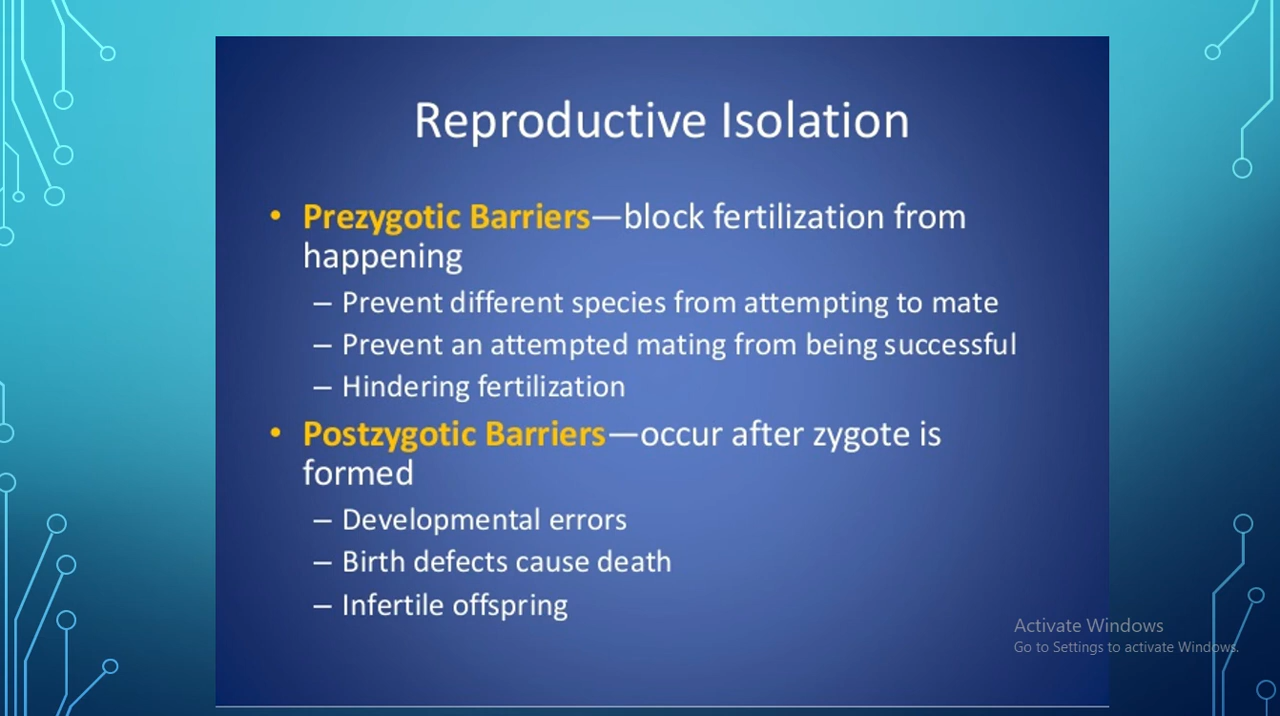 Reproductive Isolation
• Prezygotic Barriers—block fertilization from
happening
– Prevent different species from attempting to mate
– Prevent an attempted mating from being successful
– Hindering fertilization
• Postzygotic Barriers—occur after zygote is
formed
– Developmental errors
– Birth defects cause death
– Infertile offspring
Activate Windows
Go to Settings to activate Windows.